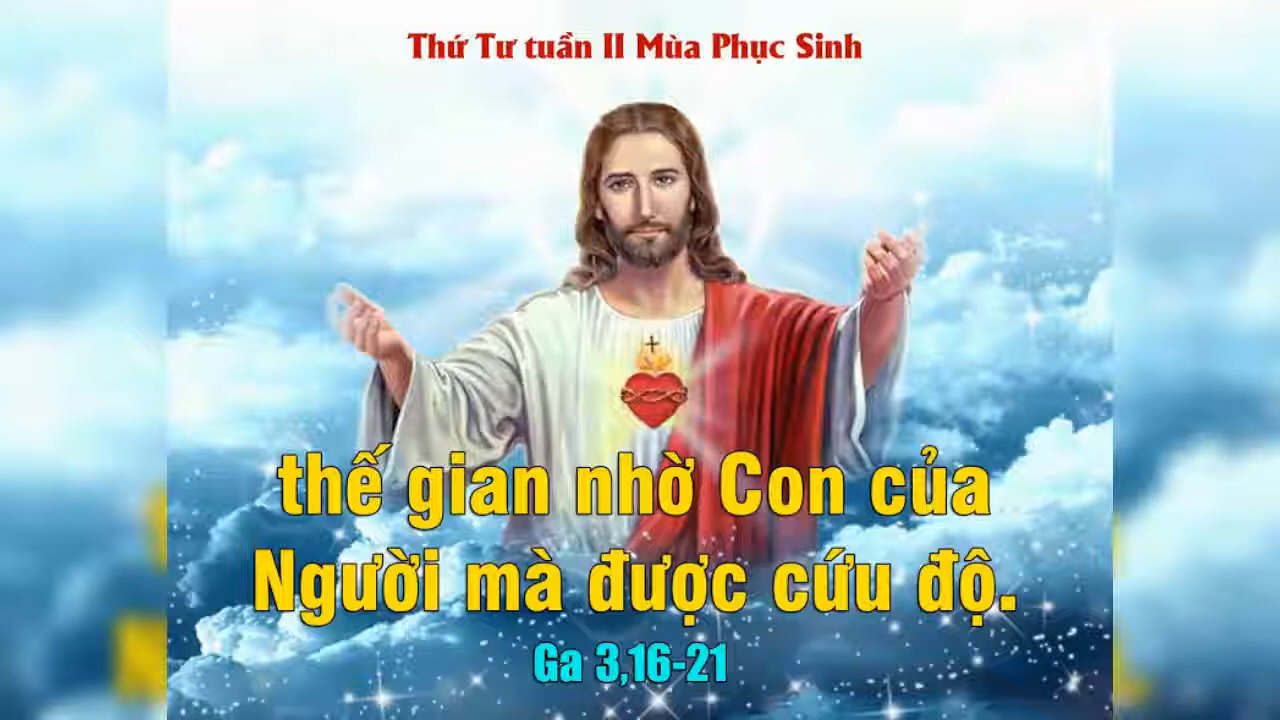 Thứ Tư tuần II Mùa Phục Sinh
thế gian nhờ Con của
Người mà được cứu độ.
Ga 3,16-21